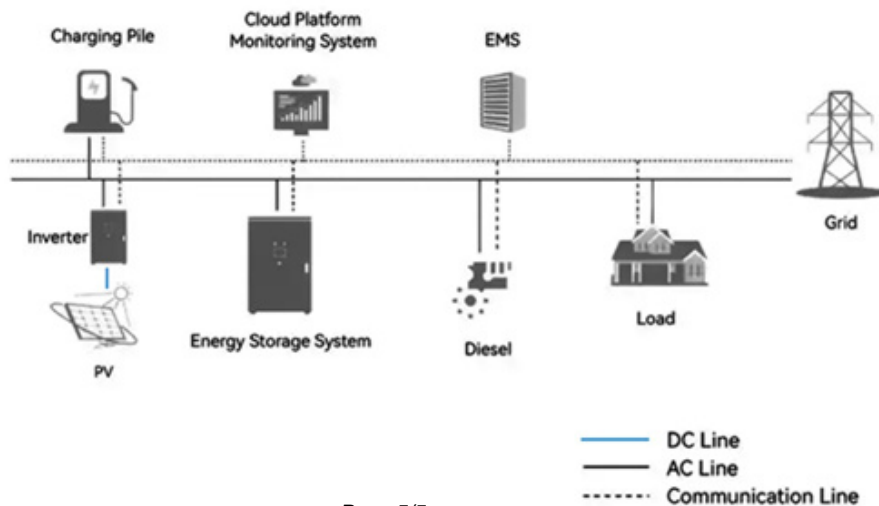 Charging Pile
Cloud Platform
Monitoring System
EMS
Inverter
Grid
Energy Storage System
Diesel
Load
PV
DC Line
AC Line
Communication Line